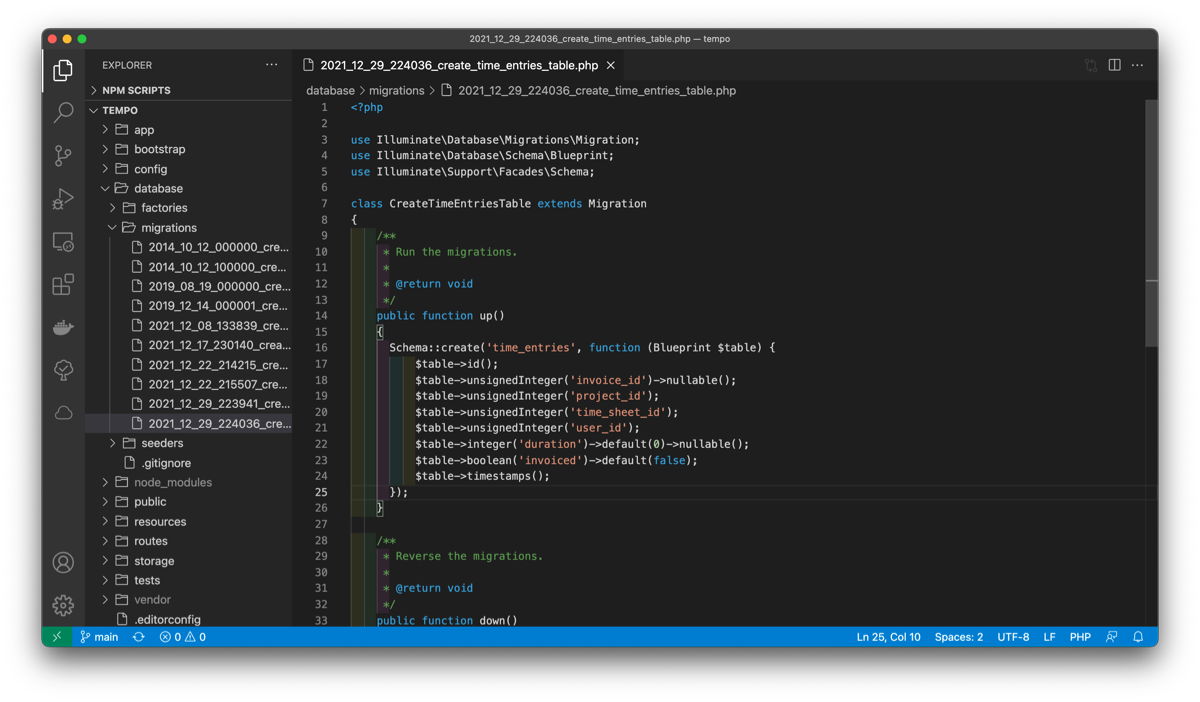 2021_12_29_224036_create_time_entries_table.php — tempo
EXPLORER
NPM SCRIPTS
TEMPO
app
bootstrap
config
database
factories
migrations
2014_10_12_000000_cre...
2014_10_12_100000_cre...
2019_08_19_000000_cre...
2019_12_14_000001_cre...
2021_12_08_133839_cre...
2021_12_17_230140_crea...
2021_12_22_214215_cre...
2021_12_22_215507_cre...
2021_12_29_223941_cre...
2021_12_29_224036_cre...
seeders
.gitignore
node_modules
public
resources
routes
storage
tests
vendor
.editorconfig
2021_12_29_224036_create_time_entries_table.php
database > migrations > 2021_12_29_224036_create_time_entries_table.php
1 <?php
2
3 use Illuminate\Database\Migrations\Migration;
4 use Illuminate\Database\Schema\Blueprint;
5 use Illuminate\Support\Facades\Schema;
6
7 class CreateTimeEntriesTable extends Migration
8 {
9 /**
10 * Run the migrations.
11 *
12 * @return void
13 */
14 public function up()
15 {
16 Schema::create('time_entries', function (Blueprint $table) {
17 $table->id();
18 $table->unsignedInteger('invoice_id')->nullable();
19 $table->unsignedInteger('project_id');
20 $table->unsignedInteger('time_sheet_id');
21 $table->unsignedInteger('user_id');
22 $table->integer('duration')->default(0)->nullable();
23 $table->boolean('invoiced')->default(false);
24 $table->timestamps();
25 });
26 }
27
28 /**
29 * Reverse the migrations.
30 *
31 * @return void
32 */
33 public function down()
main 0 0 Ln 25, Col 10 Spaces: 2 UTF-8 LF PHP